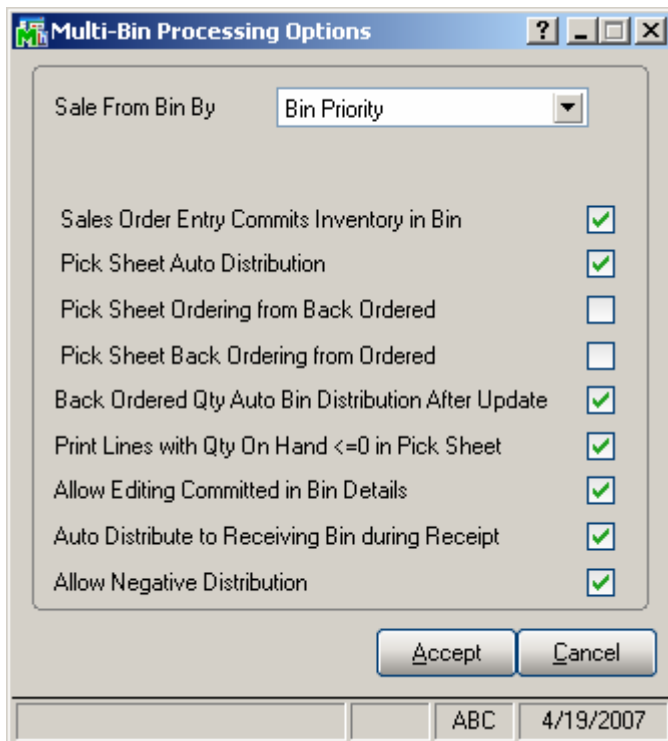 Multi-Bin Processing Options
Sale From Bin By Bin Priority
Sales Order Entry Commits Inventory in Bin
Pick Sheet Auto Distribution
Pick Sheet Ordering from Back Ordered
Pick Sheet Back Ordering from Ordered
Back Ordered Qty Auto Bin Distribution After Update
Print Lines with Qty On Hand <=0 in Pick Sheet
Allow Editing Committed in Bin Details
Auto Distribute to Receiving Bin during Receipt
Allow Negative Distribution
Accept Cancel
ABC 4/19/2007